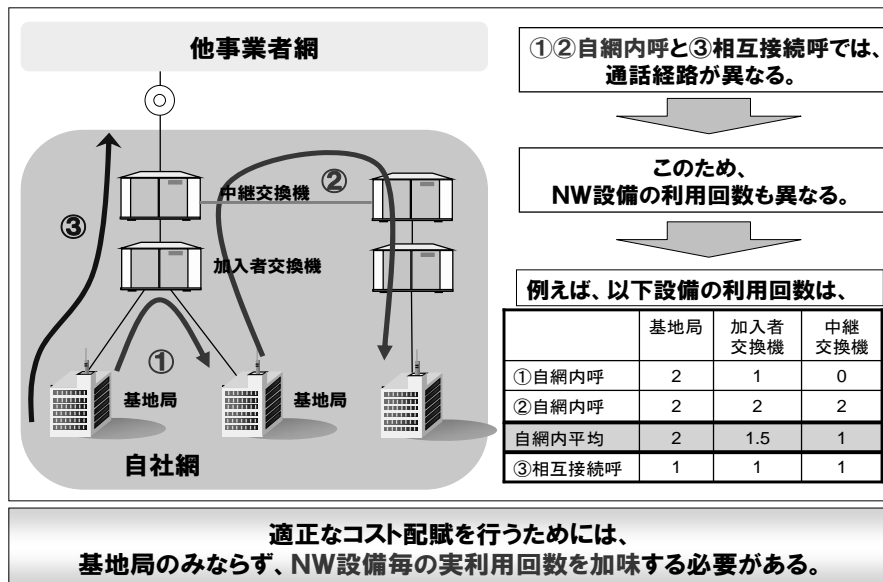 他事業者網
③
中継交換機
②
加入者交換機
①
基地局
基地局
自社網
①②自網内呼と③相互接続呼では、
通話経路が異なる。
このため、
NW設備の利用回数も異なる。
例えば、以下設備の利用回数は、
基地局 加入者交換機 中継交換機
①自網内呼 2 1 0
②自網内呼 2 2 2
自網内平均 2 1.5 1
③相互接続呼 1 1 1
適正なコスト配賦を行うためには、
基地局のみならず、NW設備毎の実利用回数を加味する必要がある。